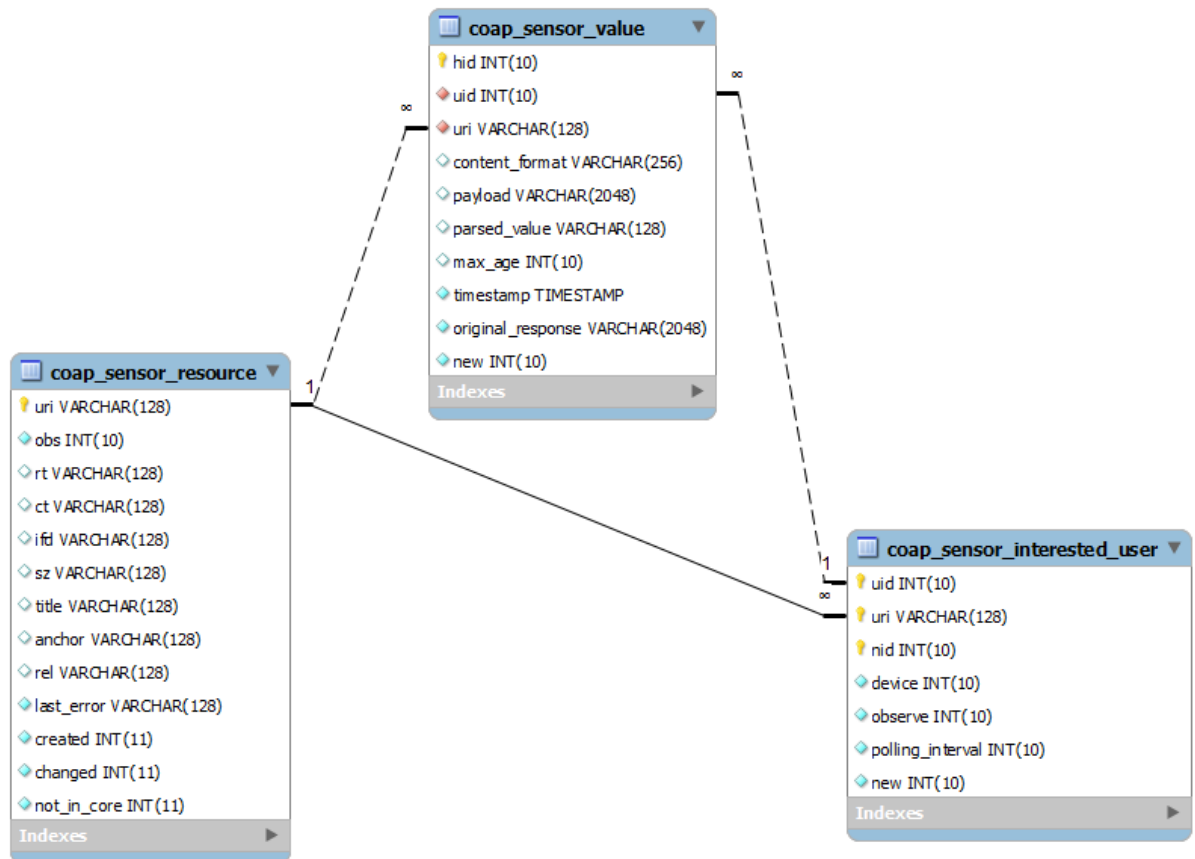 coap_sensor_value
hid INT(10)
uid INT(10)
uri VARCHAR(128)
content_format VARCHAR(256)
payload VARCHAR(2048)
parsed_value VARCHAR(128)
max_age INT(10)
timestamp TIMESTAMP
original_response VARCHAR(2048)
new INT(10)
Indexes
∞
∞
coap_sensor_resource
uri VARCHAR(128)
obs INT(10)
rt VARCHAR(128)
ct VARCHAR(128)
ifd VARCHAR(128)
sz VARCHAR(128)
title VARCHAR(128)
anchor VARCHAR(128)
rel VARCHAR(128)
last_error VARCHAR(128)
created INT(11)
changed INT(11)
not_in_core INT(11)
Indexes
1
coap_sensor_interested_user
uid INT(10)
uri VARCHAR(128)
nid INT(10)
device INT(10)
observe INT(10)
polling_interval INT(10)
new INT(10)
Indexes
1
∞